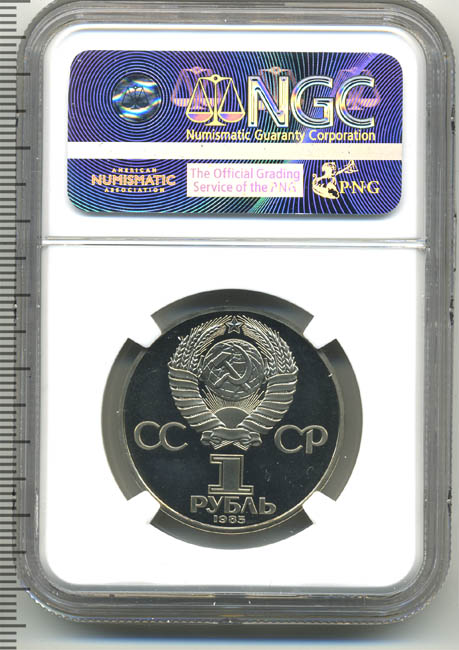 NGC
Numismatic Guaranty Corporation
AMERICAN
NUMISMATIC
ASSOCIATION
The Official Grading
Service of the PNG
PNG
СС СР
1
РУБЛЬ
1985